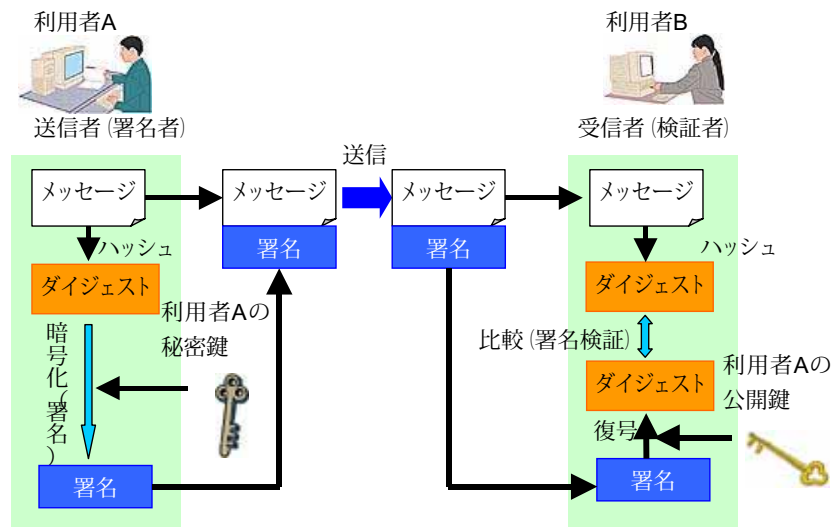 利用者A
利用者B
送信者(署名者)
受信者(検証者)
送信
メッセージ
メッセージ
メッセージ
メッセージ
署名
署名
ハッシュ
ハッシュ
ダイジェスト
ダイジェスト
利用者Aの
秘密鍵
暗号化(署名)
比較(署名検証)
ダイジェスト
利用者Aの
公開鍵
復号
署名
署名